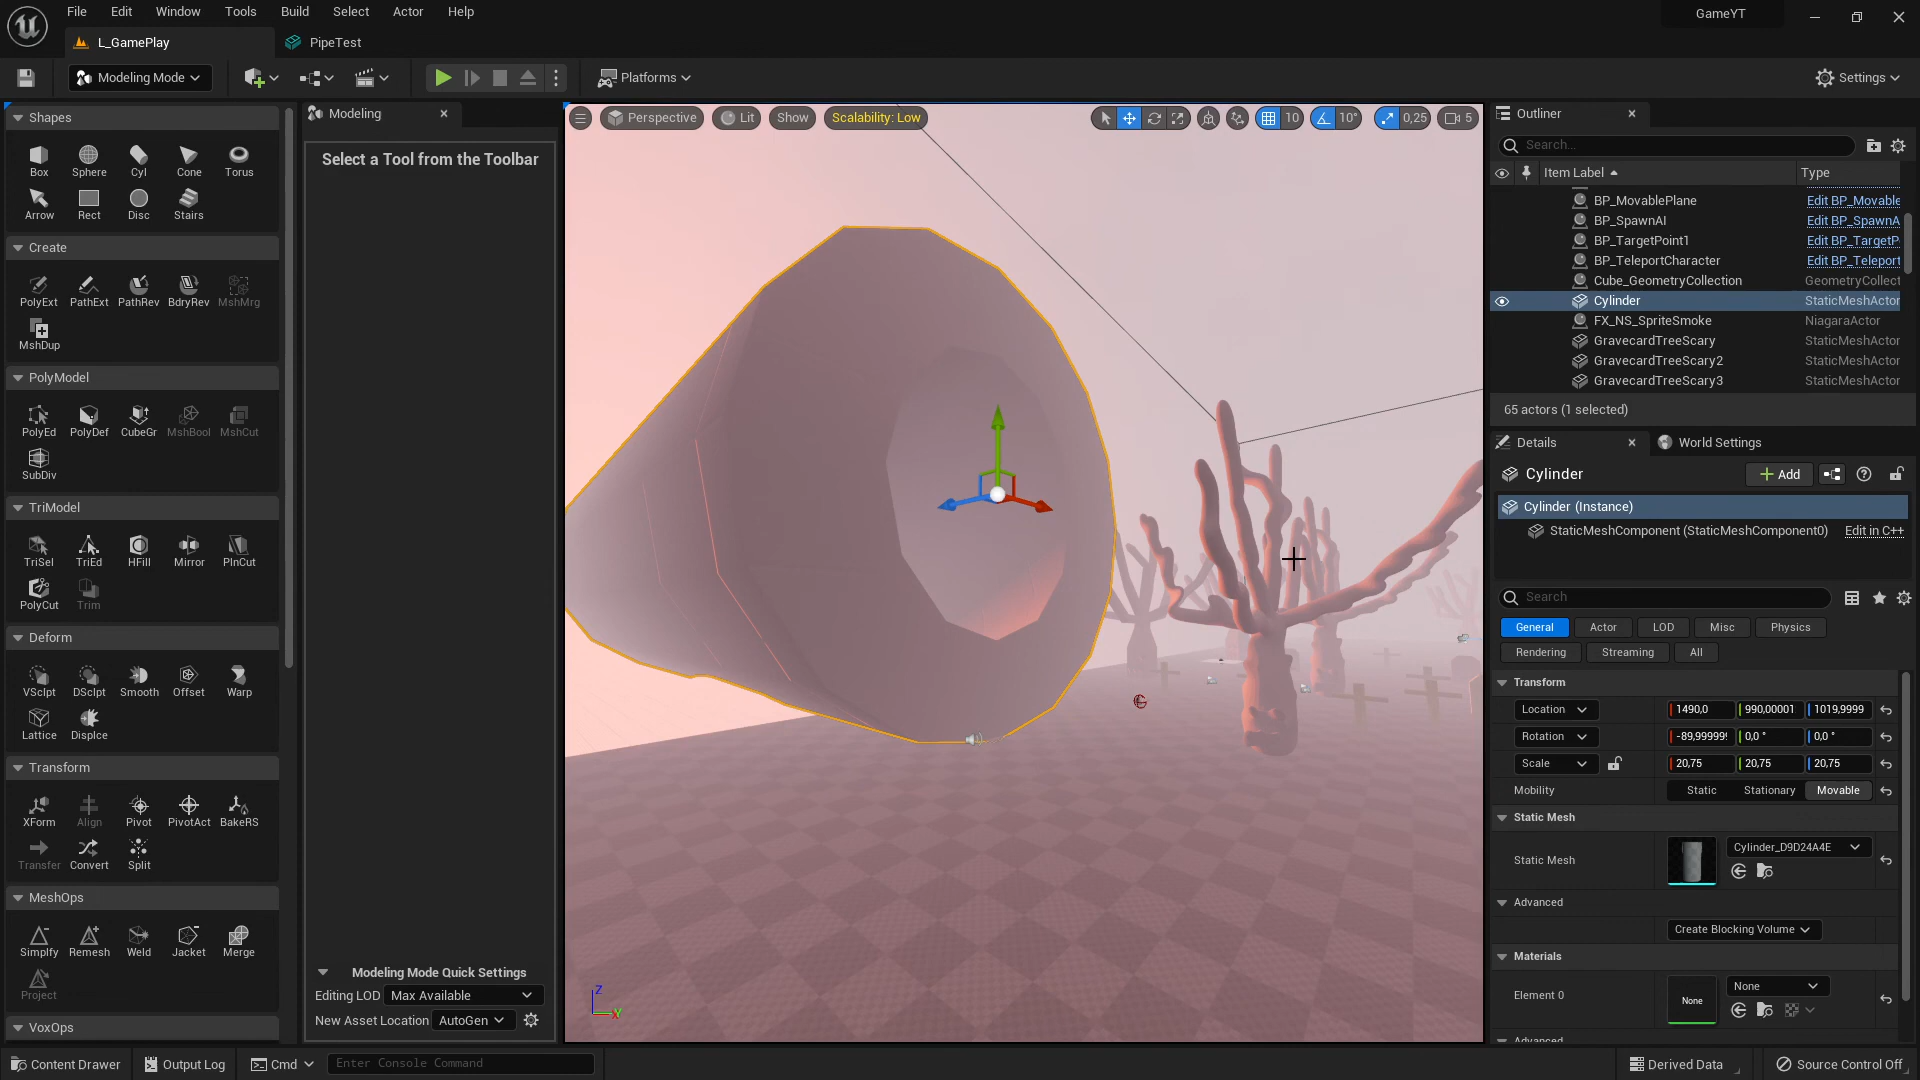 File Edit Window Tools Build Select Actor Help
GameYT
L_GamePlay
PipeTest
Modeling Mode
Platforms
Settings
Shapes
Box Sphere Cyl Cone Torus
Arrow Rect Disc Stairs
Create
PolyExt PathExt PathRev BdryRev MshMrg
MshDup
PolyModel
PolyEd PolyDef CubeGr MshBool MshCut
SubDiv
TriModel
TriSel TriEd HFill Mirror PlnCut
PolyCut Trim
Deform
VSclpt DSclpt Smooth Offset Warp
Lattice Displce
Transform
XForm Align Pivot PivotAct BakeRS
Transfer Convert Split
MeshOps
Simplfy Remesh Weld Jacket Merge
Project
VoxOps
Modeling
Select a Tool from the Toolbar
Modeling Mode Quick Settings
Editing LOD Max Available
New Asset Location AutoGen
Perspective Lit Show Scalability: Low
10 10° 0,25 5
Z
Y
Outliner
Search...
Item Label Type
BP_MovablePlane Edit BP_Movable
BP_SpawnAI Edit BP_SpawnA
BP_TargetPoint1 Edit BP_TargetP
BP_TeleportCharacter Edit BP_Teleport
Cube_GeometryCollection GeometryCollect
Cylinder StaticMeshActor
FX_NS_SpriteSmoke NiagaraActor
GravecardTreeScary StaticMeshActor
GravecardTreeScary2 StaticMeshActor
GravecardTreeScary3 StaticMeshActor
65 actors (1 selected)
Details
World Settings
Cylinder
Add
Cylinder (Instance)
StaticMeshComponent (StaticMeshComponent0) Edit in C++
Search
General Actor LOD Misc Physics
Rendering Streaming All
Transform
Location 1490,0 990,00001 1019,9999
Rotation -89,99999 0,0 ° 0,0 °
Scale 20,75 20,75 20,75
Mobility Static Stationary Movable
Static Mesh
Static Mesh Cylinder_D9D24A4E
Advanced
Create Blocking Volume
Materials
Element 0 None None
Advanced
Content Drawer Output Log Cmd Enter Console Command
Derived Data Source Control Off